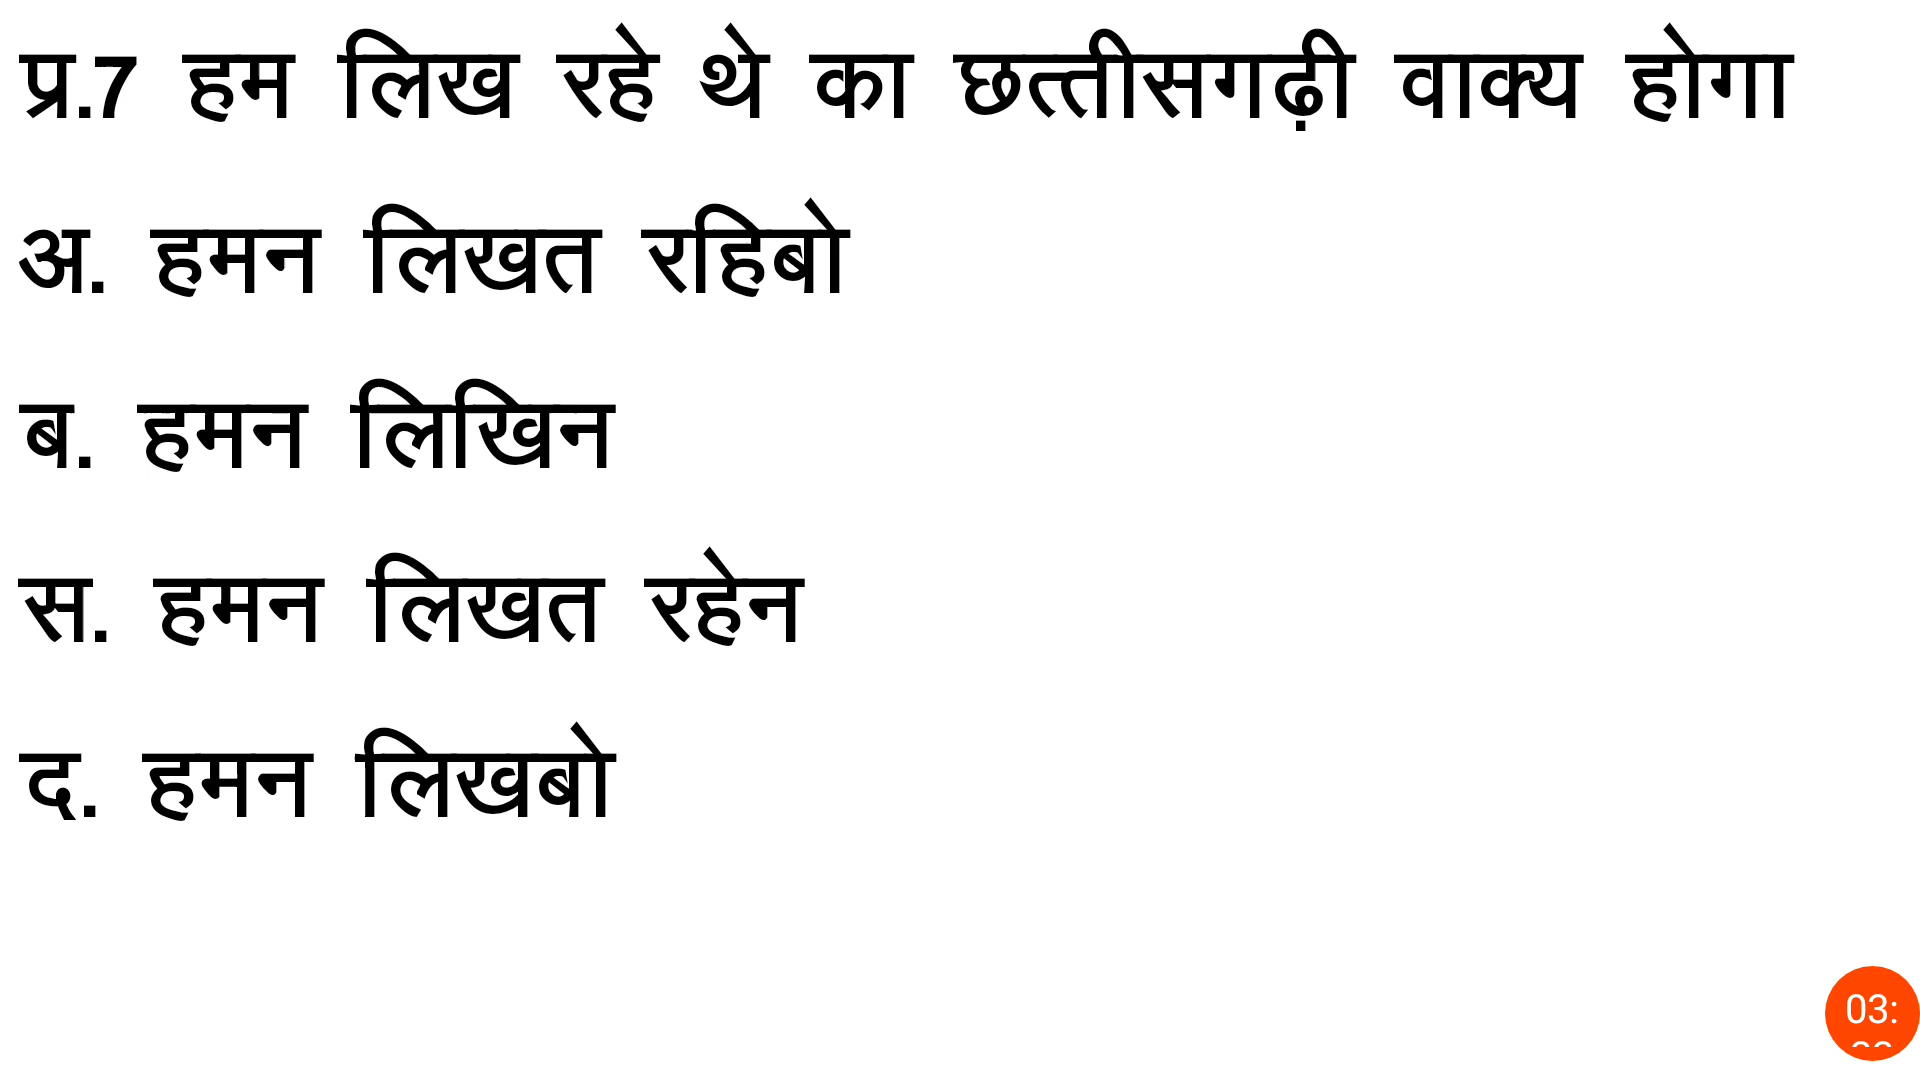 प्र.7 हम लिख रहे थे का छत्तीसगढ़ी वाक्य होगा
अ. हमन लिखत रहिबो
ब. हमन लिखिन
स. हमन लिखत रहेन
द. हमन लिखबो
03: